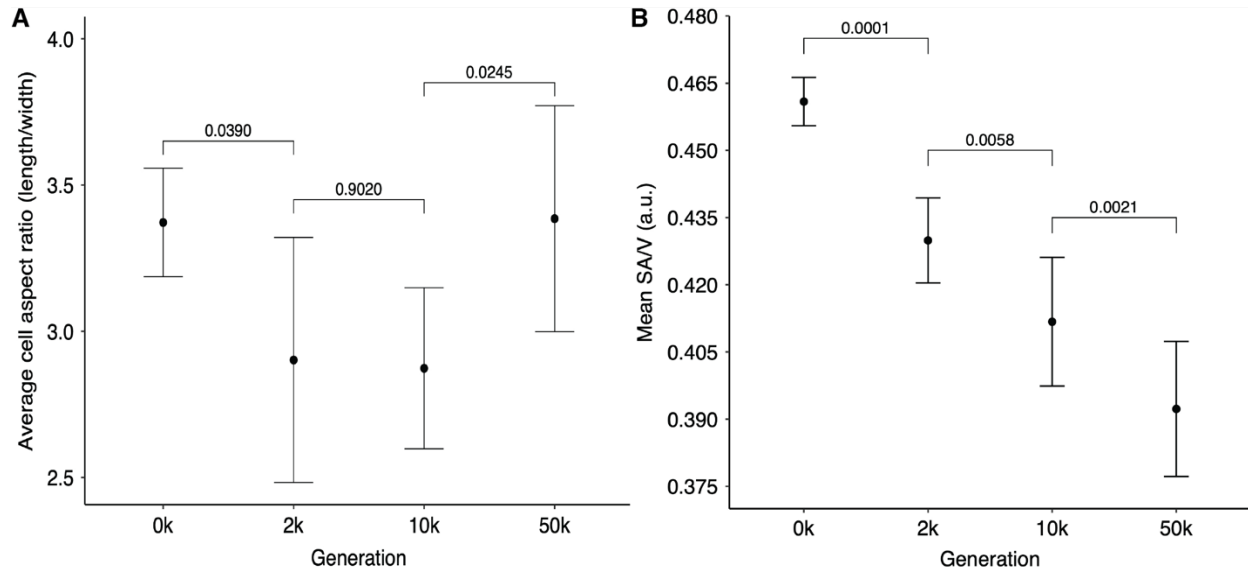 A
Average cell aspect ratio (length/width)
4.0
3.5
3.0
2.5
0.0390
0.9020
0.0245
0k 2k 10k 50k
Generation
B
Mean SA/V (a.u.)
0.480
0.465
0.450
0.435
0.420
0.405
0.390
0.375
0.0001
0.0058
0.0021
0k 2k 10k 50k
Generation